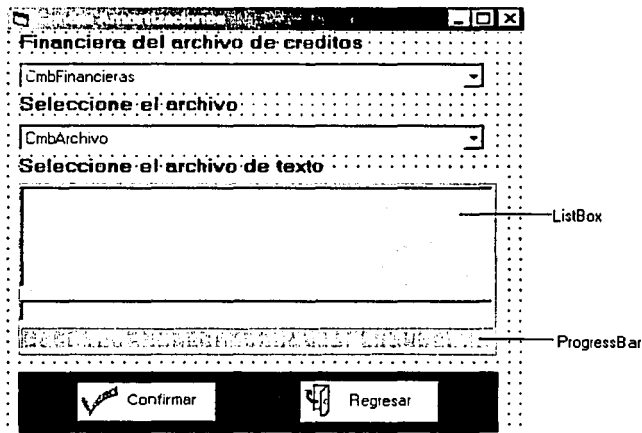 Amortizaciones
Financiera del archivo de creditos
CmbFinancieras
Seleccione el archivo
CmbArchivo
Seleccione el archivo de texto
ListBox
ProgressBar
Confirmar
Regresar